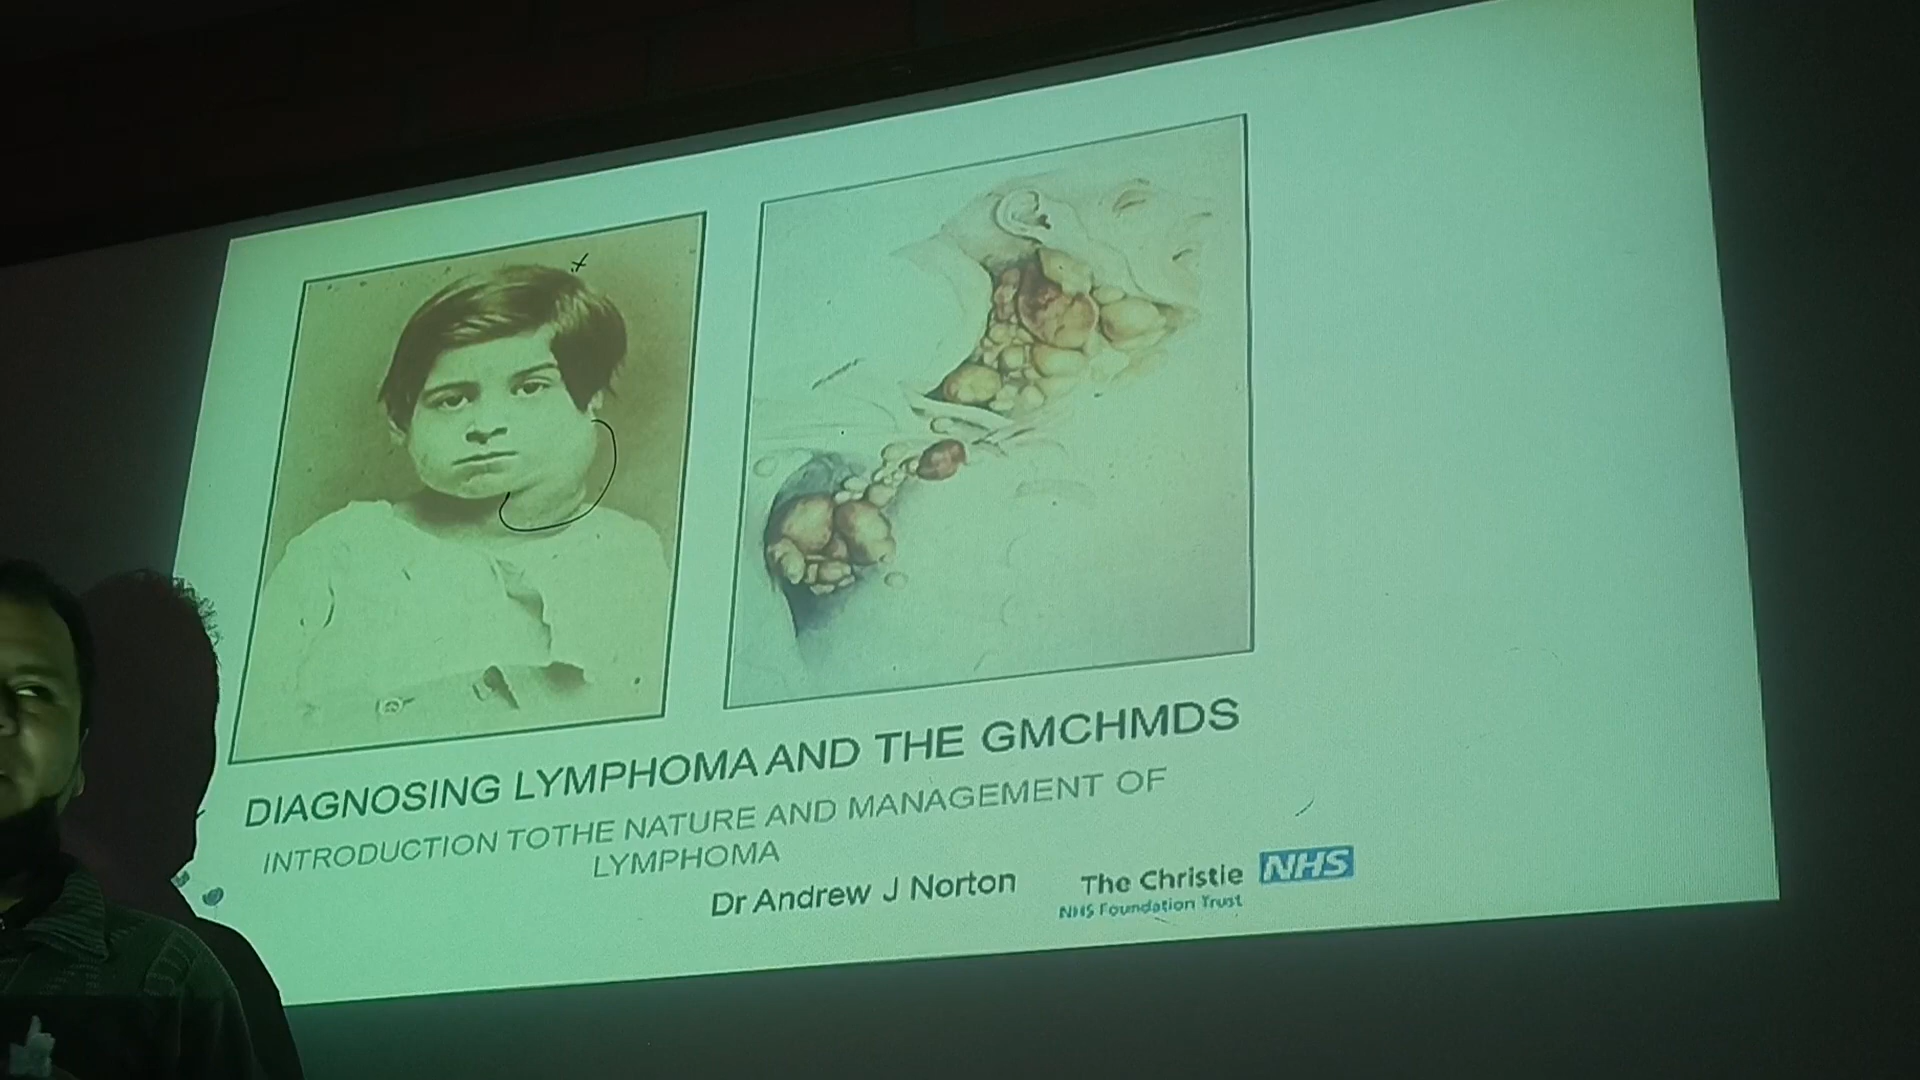 DIAGNOSING LYMPHOMA AND THE GMCHMDS
INTRODUCTION TOTHE NATURE AND MANAGEMENT OF
LYMPHOMA
Dr Andrew J Norton
The Christie NHS
NHS Foundation Trust